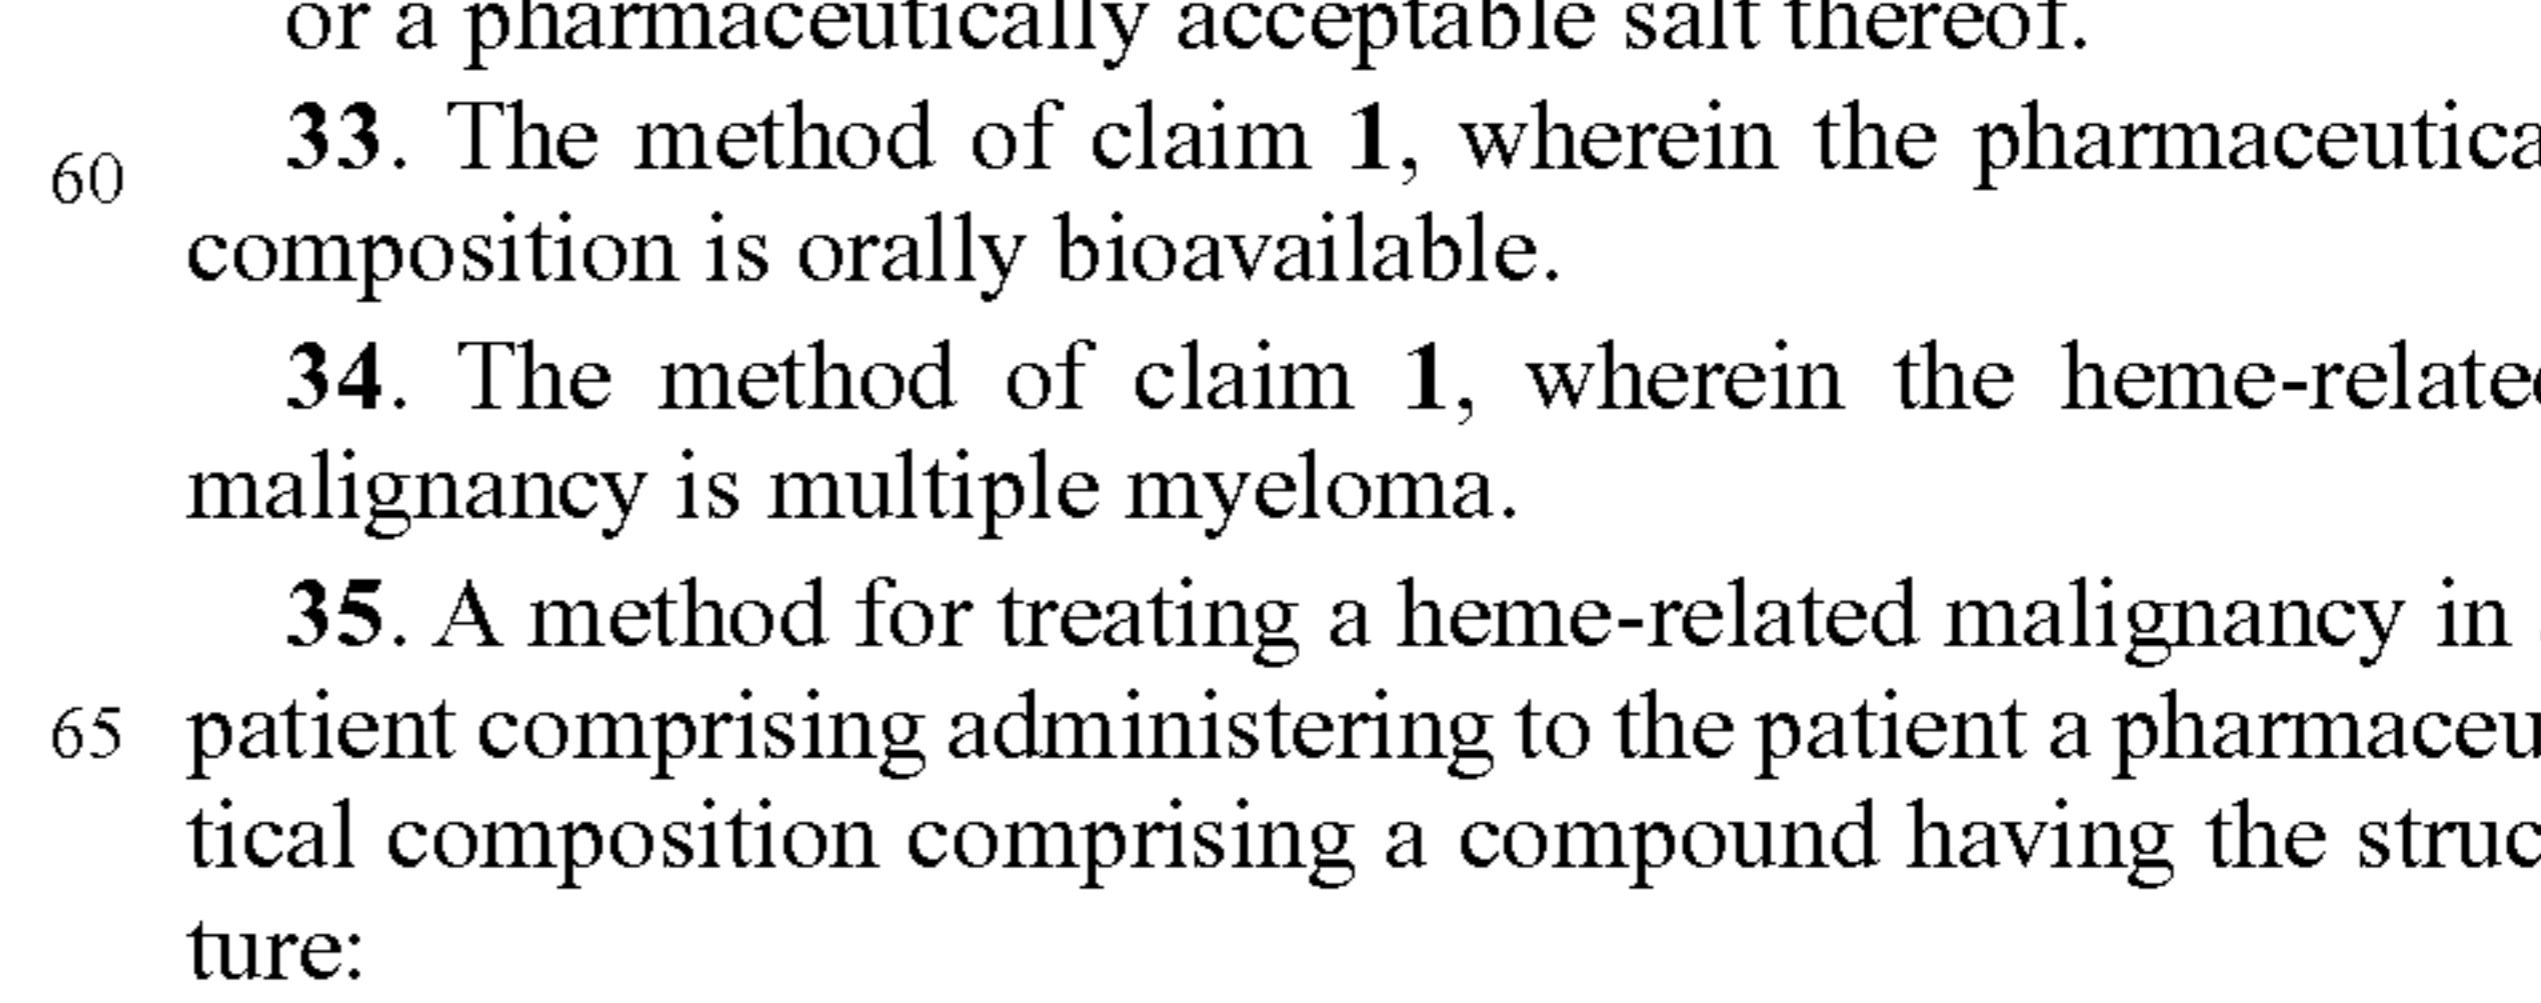 or a pharmaceutically acceptable salt thereof.
33. The method of claim 1, wherein the pharmaceutica
60
composition is orally bioavailable.
34. The method of claim 1, wherein the heme-related
malignancy is multiple myeloma.
35. A method for treating a heme-related malignancy in
65 patient comprising administering to the patient a pharmaceu
tical composition comprising a compound having the struc
ture: